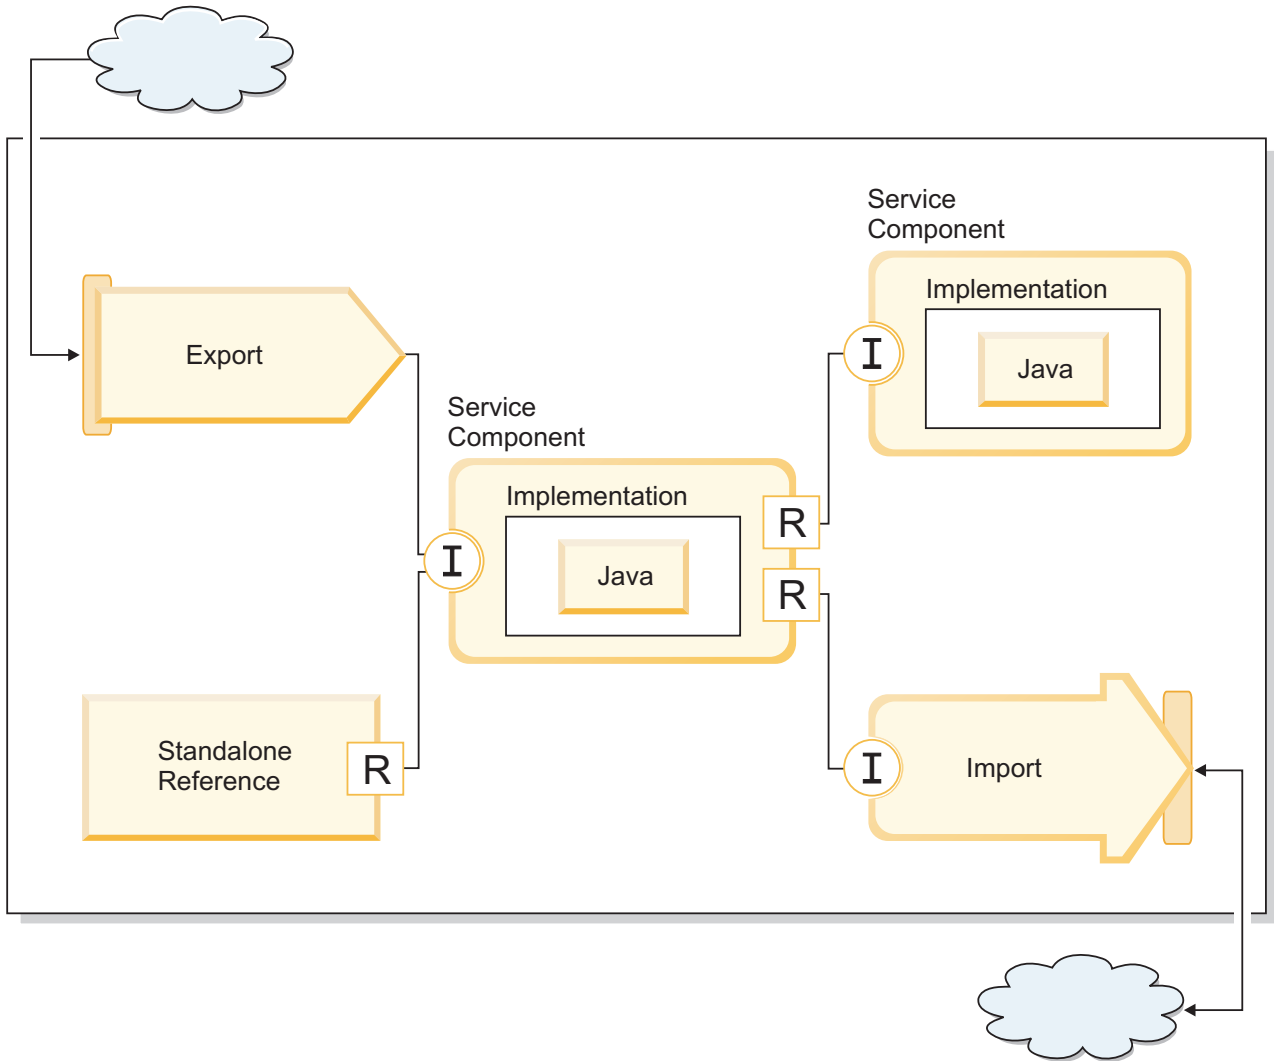 Service
Component
Implementation
I
Java
Export
Service
Component
Implementation
R
I
Java
R
Standalone
Reference
R
I
Import